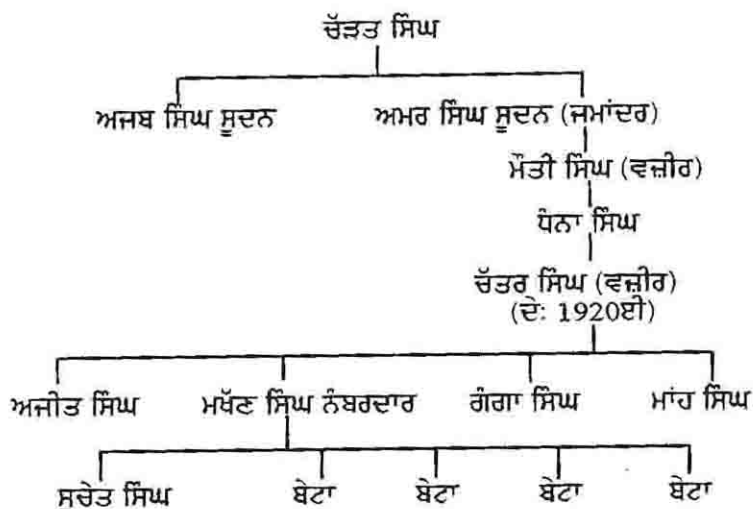 ਚੱੜਤ ਸਿੰਘ
ਅਜਬ ਸਿੰਘ ਸੂਦਨ ਅਮਰ ਸਿੰਘ ਸੂਦਨ (ਜਮਾਂਦਰ)
ਮੌਤੀ ਸਿੰਘ (ਵਜ਼ੀਰ)
ਧੰਨਾ ਸਿੰਘ
ਚੱਤਰ ਸਿੰਘ (ਵਜ਼ੀਰ)
(ਦੇ: 1920ਈ)
ਅਜੀਤ ਸਿੰਘ ਮਖੱਣ ਸਿੰਘ ਨੰਬਰਦਾਰ ਗੰਗਾ ਸਿੰਘ ਮਾਂਹ ਸਿੰਘ
ਸਚੇਤ ਸਿੰਘ ਬੇਟਾ ਬੇਟਾ ਬੇਟਾ ਬੇਟਾ